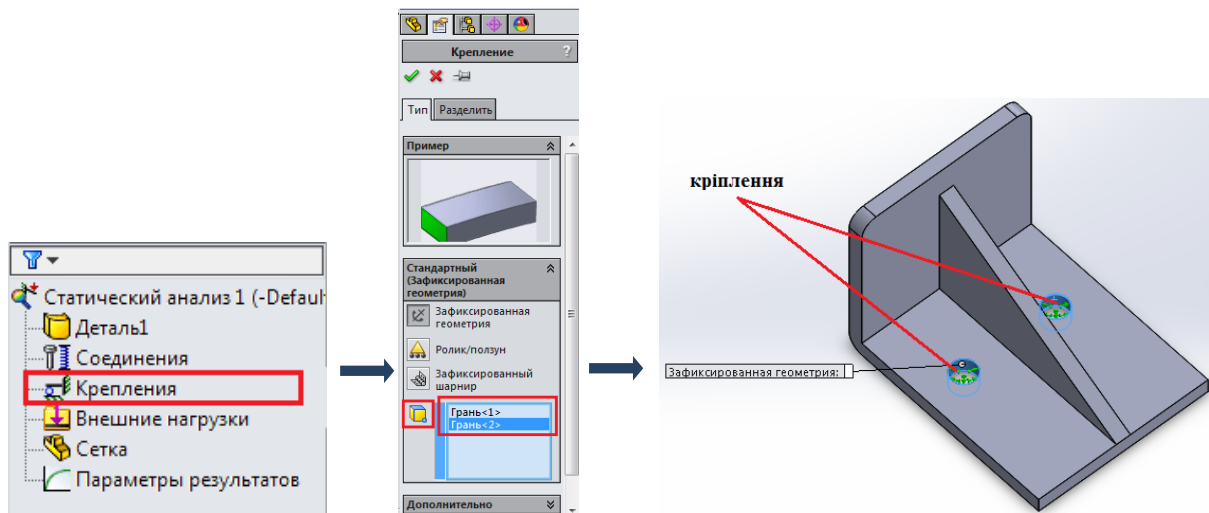 Статический анализ 1 (-Defaul
Деталь1
Соединения
Крепления
Внешние нагрузки
Сетка
Параметры результатов
Крепление
?
Тип
Разделить
Пример
Стандартный
(Зафиксированная
геометрия)
Зафиксированная
геометрия
Ролик/ползун
Зафиксированный
шарнир
Грань<1>
Грань<2>
Дополнительно
кріплення
Зафиксированная геометрия: